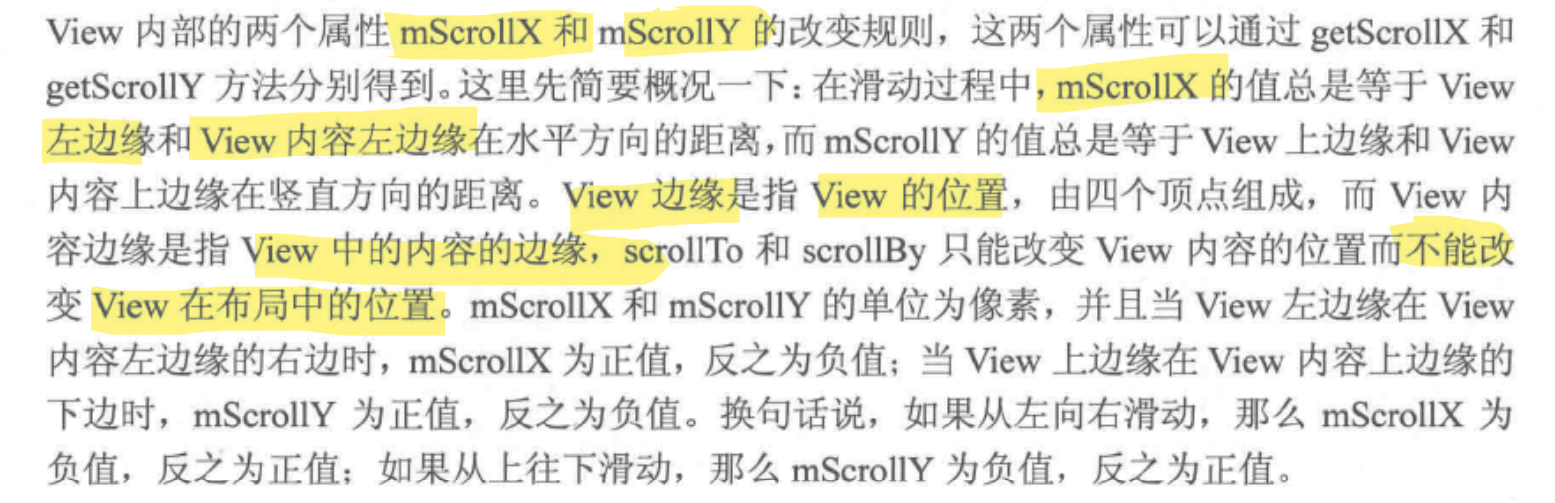 View 内部的两个属性 mScrollX 和 mScrollY 的改变规则，这两个属性可以通过 getScrollX 和
getScrollY 方法分别得到。这里先简要概况一下：在滑动过程中，mScrollX 的值总是等于 View
左边缘和 View 内容左边缘在水平方向的距离，而 mScrollY 的值总是等于 View 上边缘和 View
内容上边缘在竖直方向的距离。View 边缘是指 View 的位置，由四个顶点组成，而 View 内
容边缘是指 View 中的内容的边缘，scrollTo 和 scrollBy 只能改变 View 内容的位置而不能改
变 View 在布局中的位置。mScrollX 和 mScrollY 的单位为像素，并且当 View 左边缘在 View
内容左边缘的右边时，mScrollX 为正值，反之为负值；当 View 上边缘在 View 内容上边缘的
下边时，mScrollY 为正值，反之为负值。换句话说，如果从左向右滑动，那么 mScrollX 为
负值，反之为正值；如果从上往下滑动，那么 mScrollY 为负值，反之为正值。